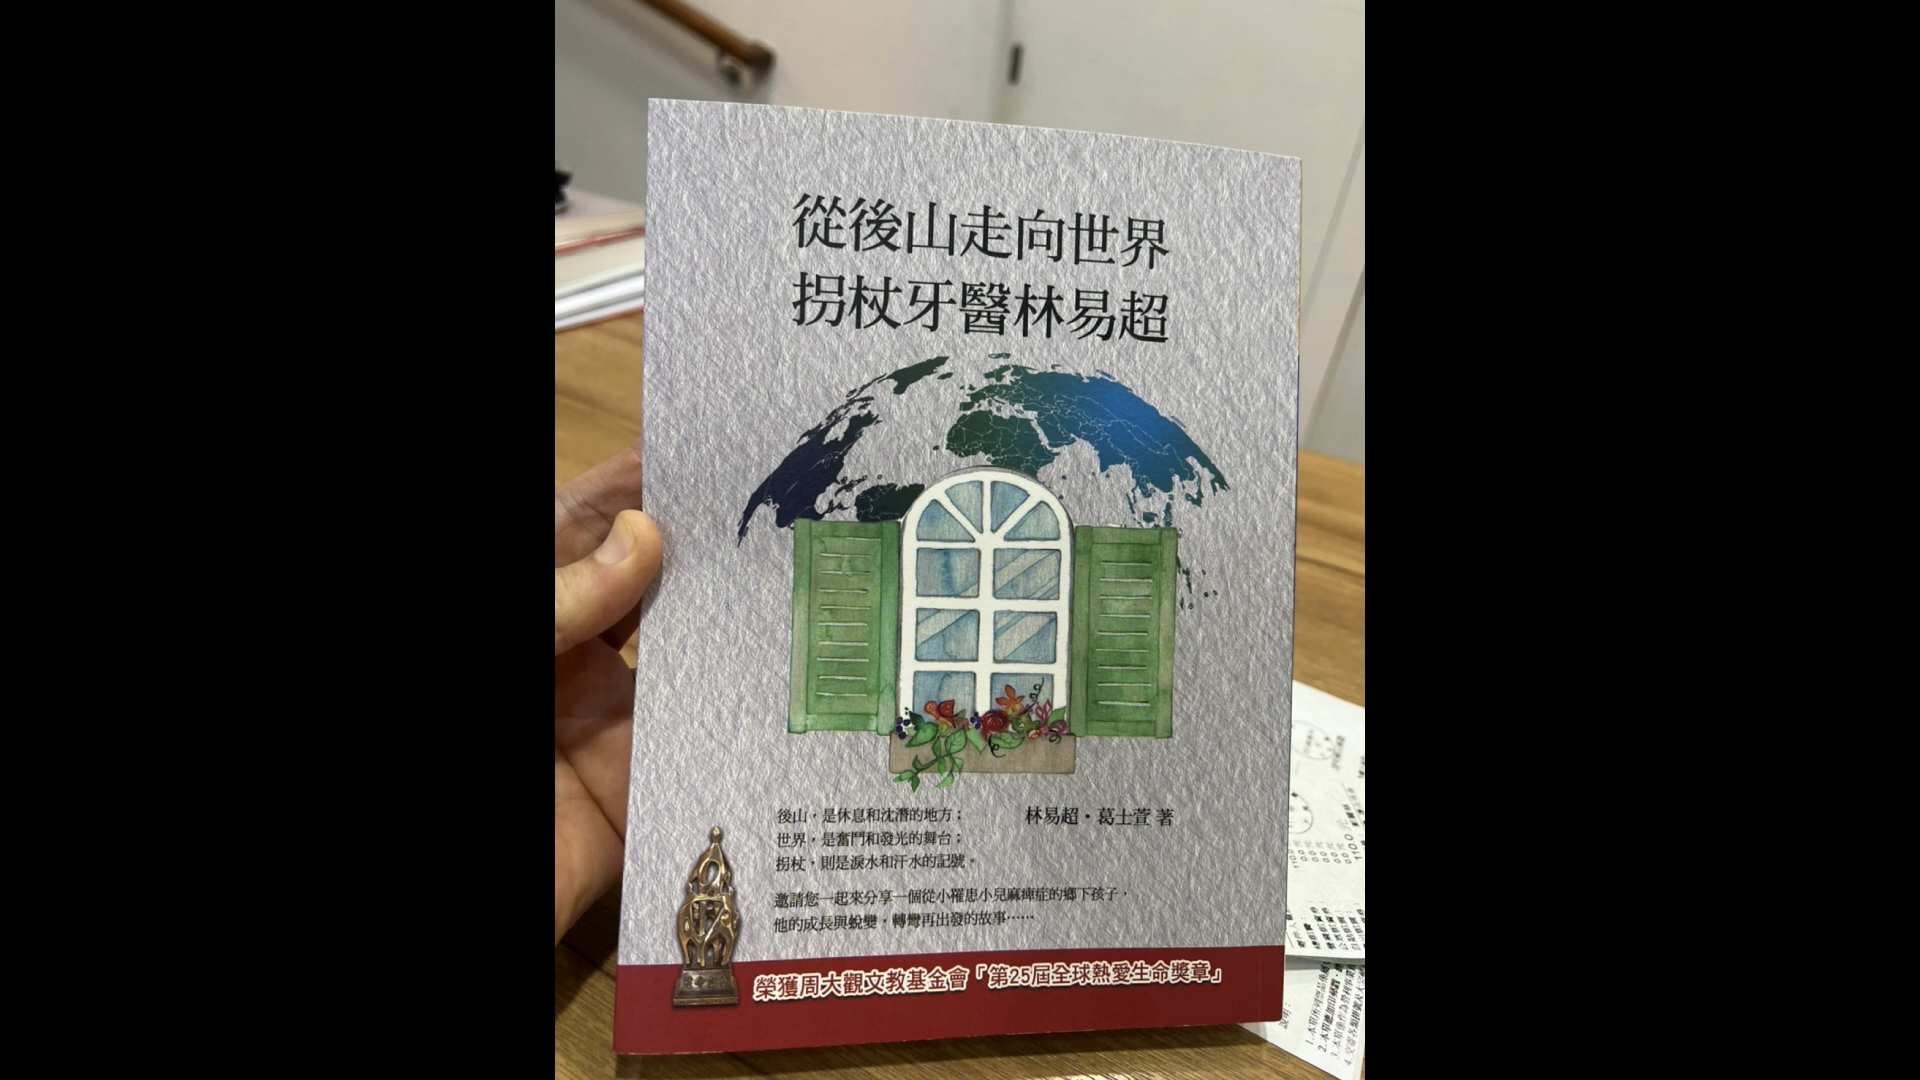 從後山走向世界
拐杖牙醫林易超
後山，是休息和沈潛的地方；
世界，是奮鬥和發光的舞台；
拐杖，則是淚水和汗水的記號。
林易超・葛士萱 著
邀請您一起來分享一個從小罹患小兒麻痺症的鄉下孩子，
他的成長與蛻變，轉彎再出發的故事……
榮獲周大觀文教基金會「第25屆全球熱愛生命獎章」